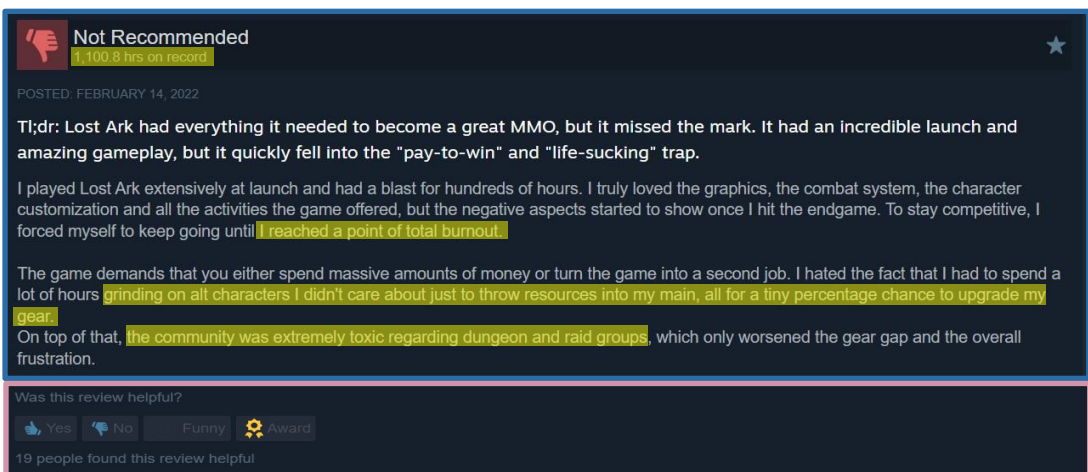 Not Recommended
1,100.8 hrs on record
POSTED: FEBRUARY 14, 2022
Tl;dr: Lost Ark had everything it needed to become a great MMO, but it missed the mark. It had an incredible launch and
amazing gameplay, but it quickly fell into the "pay-to-win" and "life-sucking" trap.
I played Lost Ark extensively at launch and had a blast for hundreds of hours. I truly loved the graphics, the combat system, the character
customization and all the activities the game offered, but the negative aspects started to show once I hit the endgame. To stay competitive, I
forced myself to keep going until I reached a point of total burnout.
The game demands that you either spend massive amounts of money or turn the game into a second job. I hated the fact that I had to spend a
lot of hours grinding on alt characters I didn't care about just to throw resources into my main, all for a tiny percentage chance to upgrade my
gear.
On top of that, the community was extremely toxic regarding dungeon and raid groups, which only worsened the gear gap and the overall
frustration.
Was this review helpful?
Yes No Funny Award
19 people found this review helpful